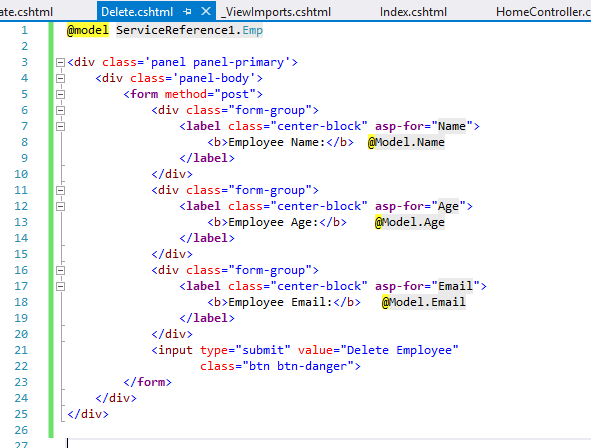 ate.cshtml Delete.cshtml _ViewImports.cshtml Index.cshtml HomeController.c
1 @model ServiceReference1.Emp
2
3 <div class='panel panel-primary'>
4 <div class='panel-body'>
5 <form method="post">
6 <div class="form-group">
7 <label class="center-block" asp-for="Name">
8 <b>Employee Name:</b> @Model.Name
9 </label>
10 </div>
11 <div class="form-group">
12 <label class="center-block" asp-for="Age">
13 <b>Employee Age:</b> @Model.Age
14 </label>
15 </div>
16 <div class="form-group">
17 <label class="center-block" asp-for="Email">
18 <b>Employee Email:</b> @Model.Email
19 </label>
20 </div>
21 <input type="submit" value="Delete Employee"
22 class="btn btn-danger">
23 </form>
24 </div>
25 </div>
26
27